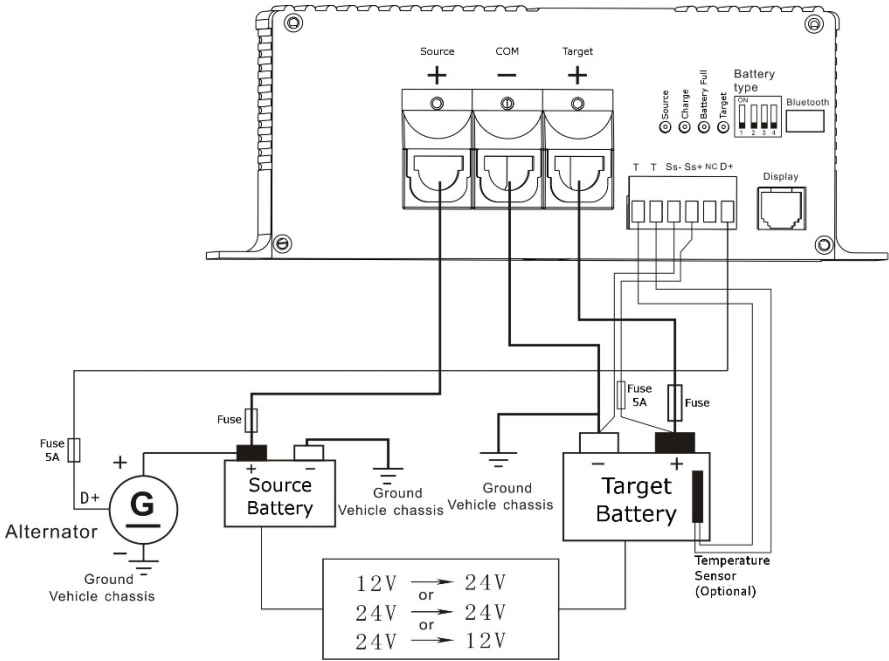 Source COM Target
+ − +
Source
Charge
Battery Full
Target
Battery
type
ON
1 2 3 4
Bluetooth
T T Ss- Ss+ NC D+
Display
Fuse
5A
Fuse
Fuse
5A
Fuse
+
D+
G
Alternator
−
Ground
Vehicle chassis
+ −
Source
Battery
Ground
Vehicle chassis
Ground
Vehicle chassis
− +
Target
Battery
Temperature
Sensor
(Optional)
12V → 24V
or
24V → 24V
or
24V → 12V